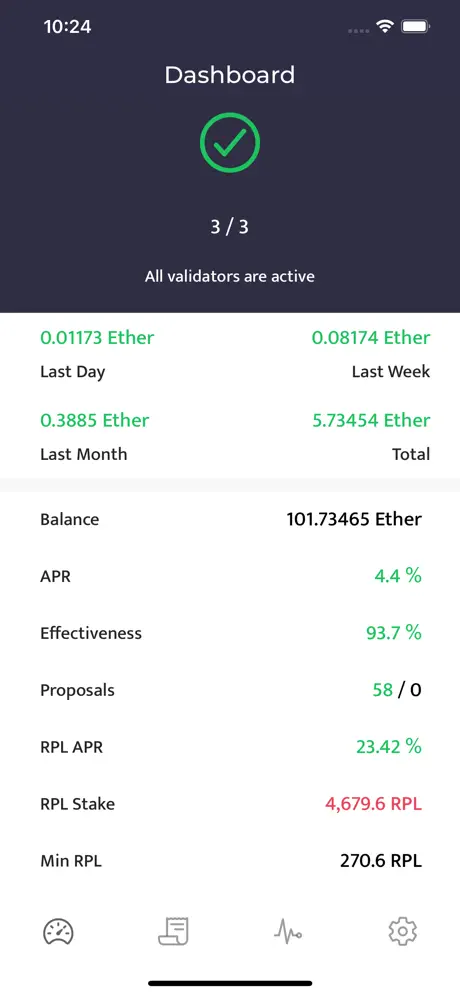 10:24
Dashboard
3 / 3
All validators are active
0.01173 Ether 0.08174 Ether
Last Day Last Week
0.3885 Ether 5.73454 Ether
Last Month Total
Balance 101.73465 Ether
APR 4.4 %
Effectiveness 93.7 %
Proposals 58 / 0
RPL APR 23.42 %
RPL Stake 4,679.6 RPL
Min RPL 270.6 RPL